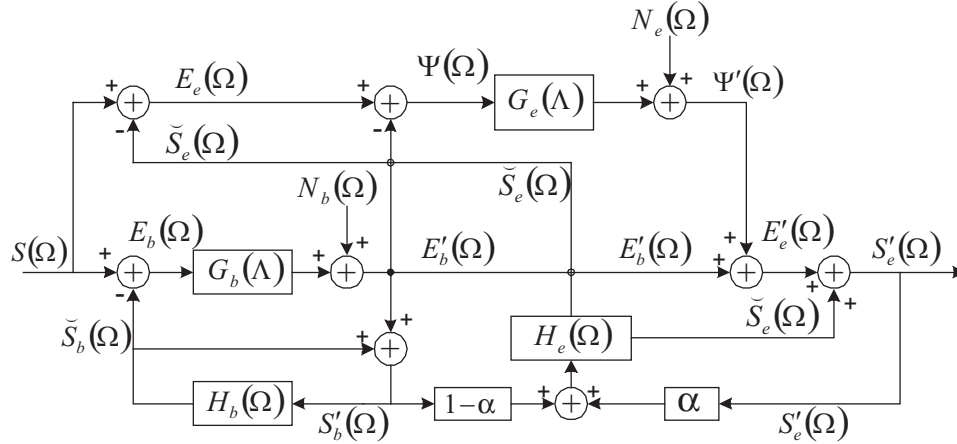 N_e(Ω)
+ E_e(Ω) + Ψ(Ω) G_e(Λ) + + Ψ′(Ω)
- S̆_e(Ω) -
N_b(Ω) S̆_e(Ω)
S(Ω) + E_b(Ω) G_b(Λ) + + E′_b(Ω) E′_b(Ω) + + E′_e(Ω) + S′_e(Ω)
- +
S̆_b(Ω) + + H_e(Ω) S̆_e(Ω)
H_b(Ω) S′_b(Ω) 1−α + + α S′_e(Ω)